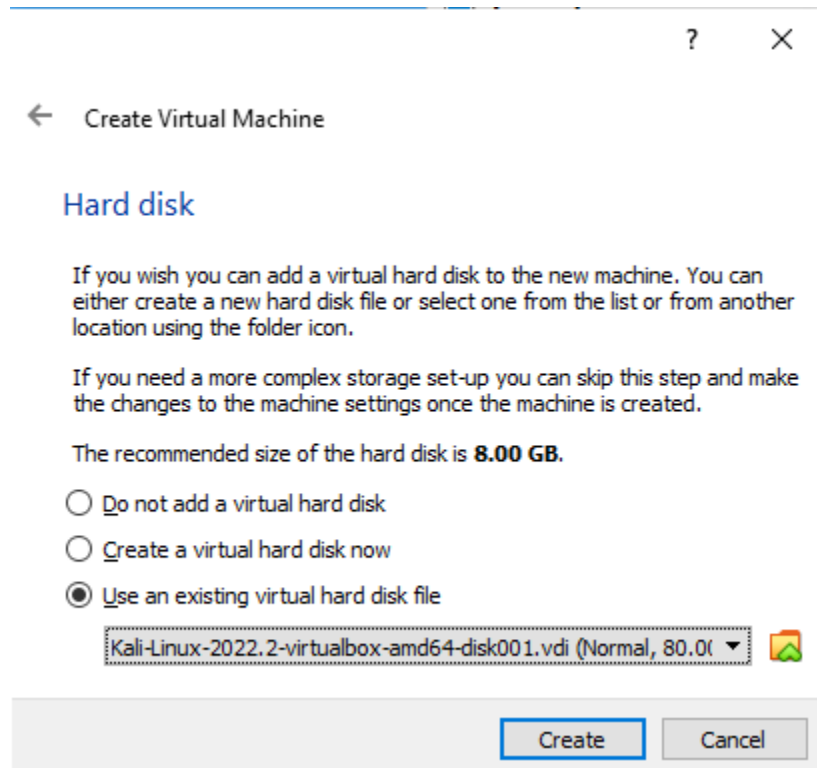 ?
Create Virtual Machine
Hard disk
If you wish you can add a virtual hard disk to the new machine. You can
either create a new hard disk file or select one from the list or from another
location using the folder icon.
If you need a more complex storage set-up you can skip this step and make
the changes to the machine settings once the machine is created.
The recommended size of the hard disk is 8.00 GB.
Do not add a virtual hard disk
Create a virtual hard disk now
Use an existing virtual hard disk file
Kali-Linux-2022.2-virtualbox-amd64-disk001.vdi (Normal, 80.0
Create Cancel